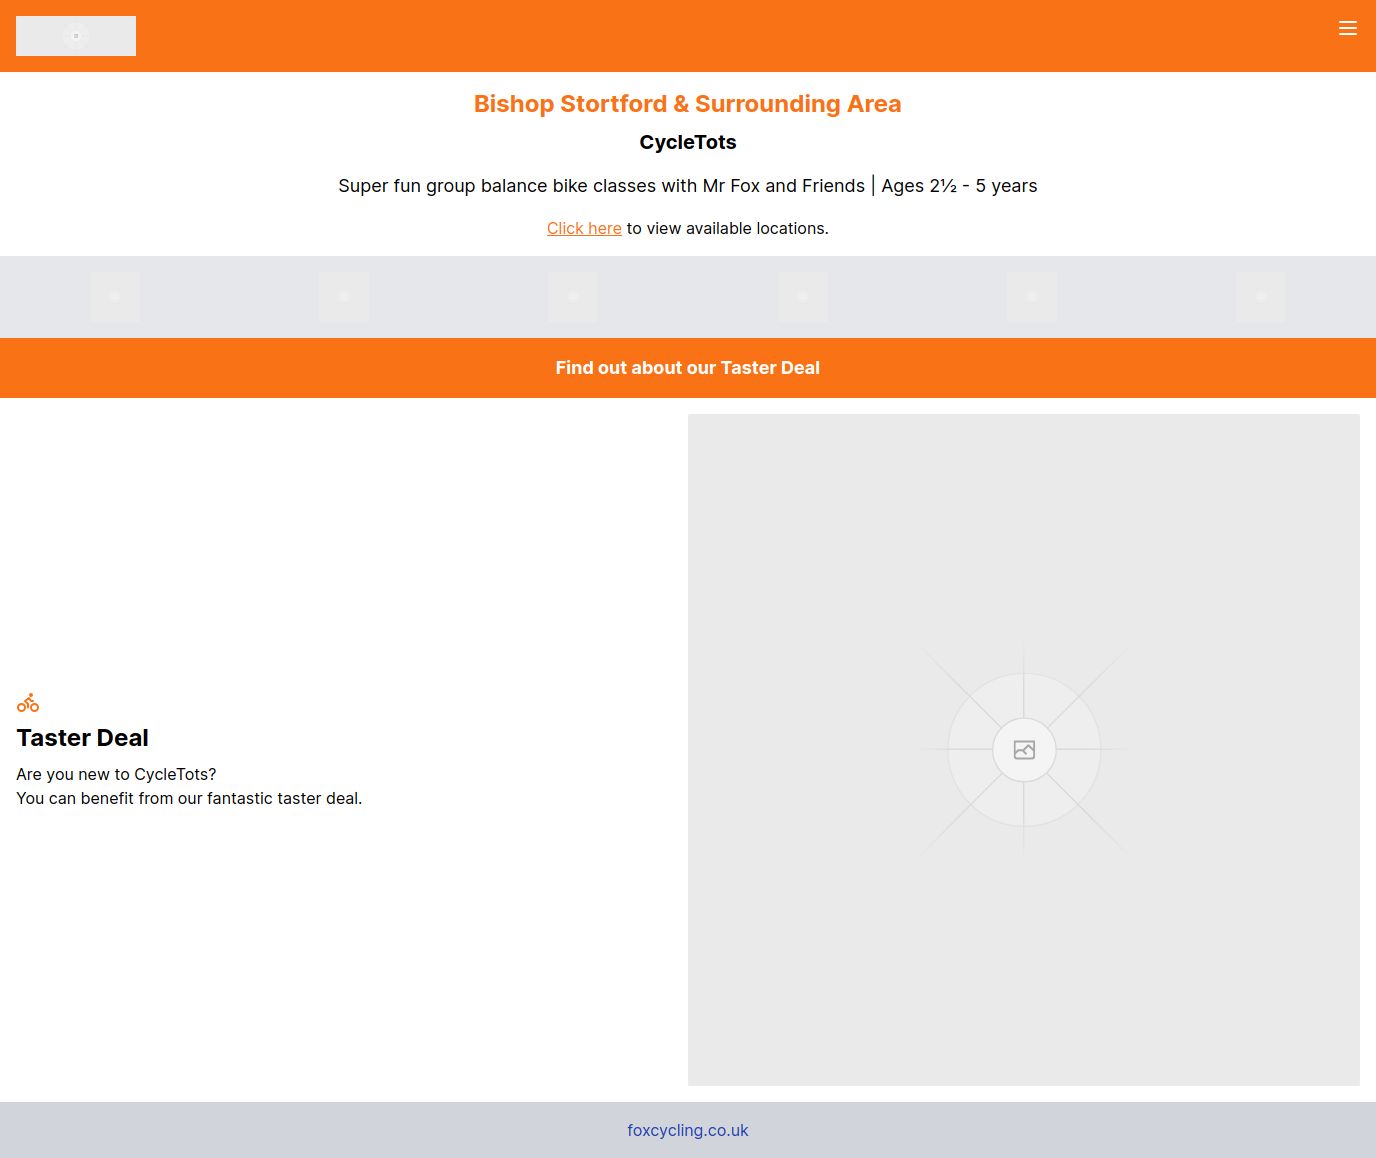 Bishop Stortford & Surrounding Area
CycleTots
Super fun group balance bike classes with Mr Fox and Friends | Ages 2½ - 5 years
Click here to view available locations.
Find out about our Taster Deal
Taster Deal
Are you new to CycleTots?
You can benefit from our fantastic taster deal.
foxcycling.co.uk